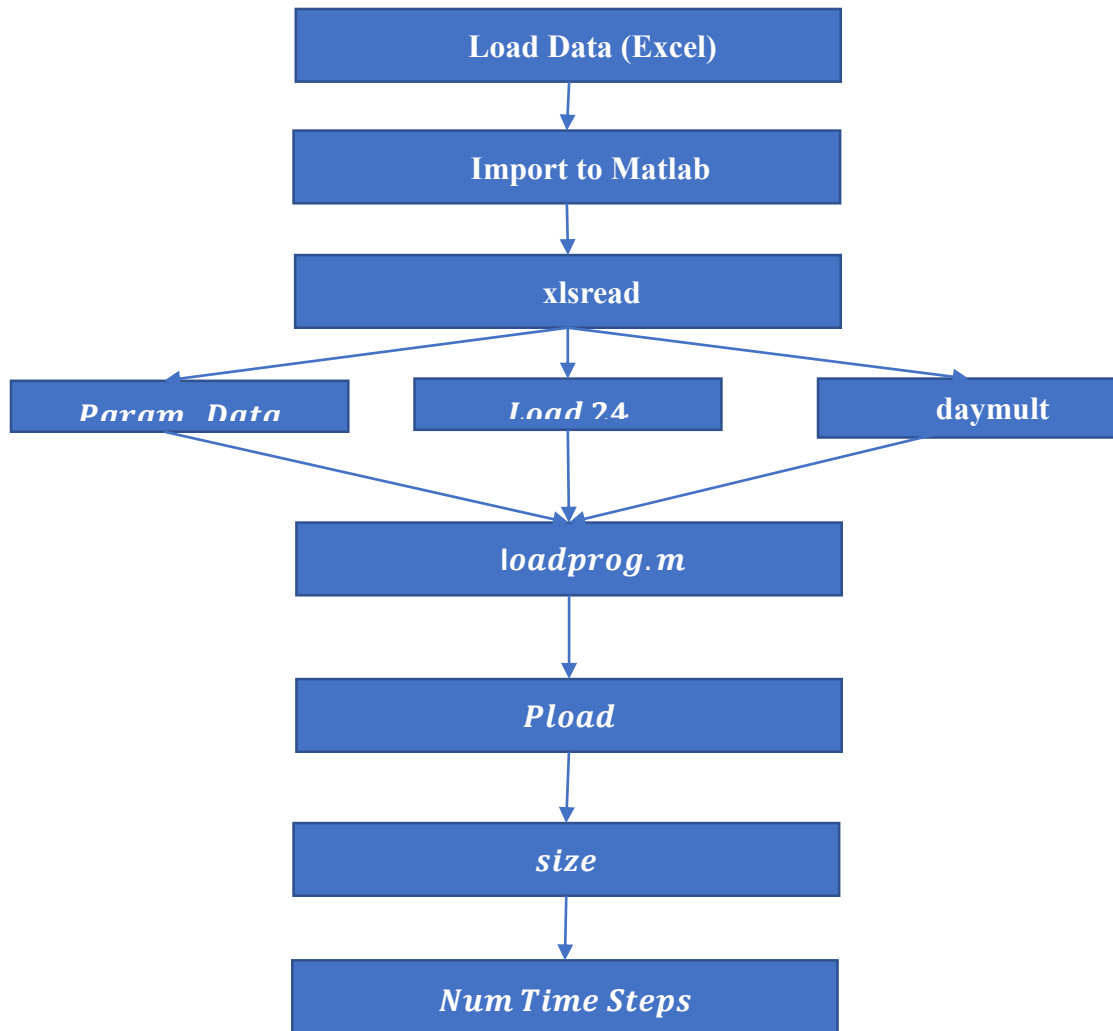 Load Data (Excel)
Import to Matlab
xlsread
Param_Data
Load 24
daymult
loadprog.m
Pload
size
Num Time Steps